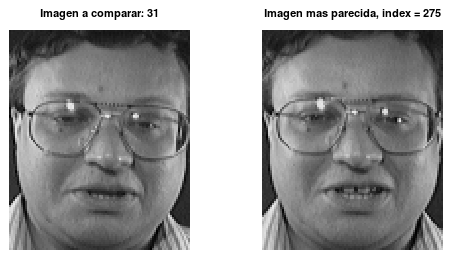 Imagen a comparar: 31
Imagen mas parecida, index = 275